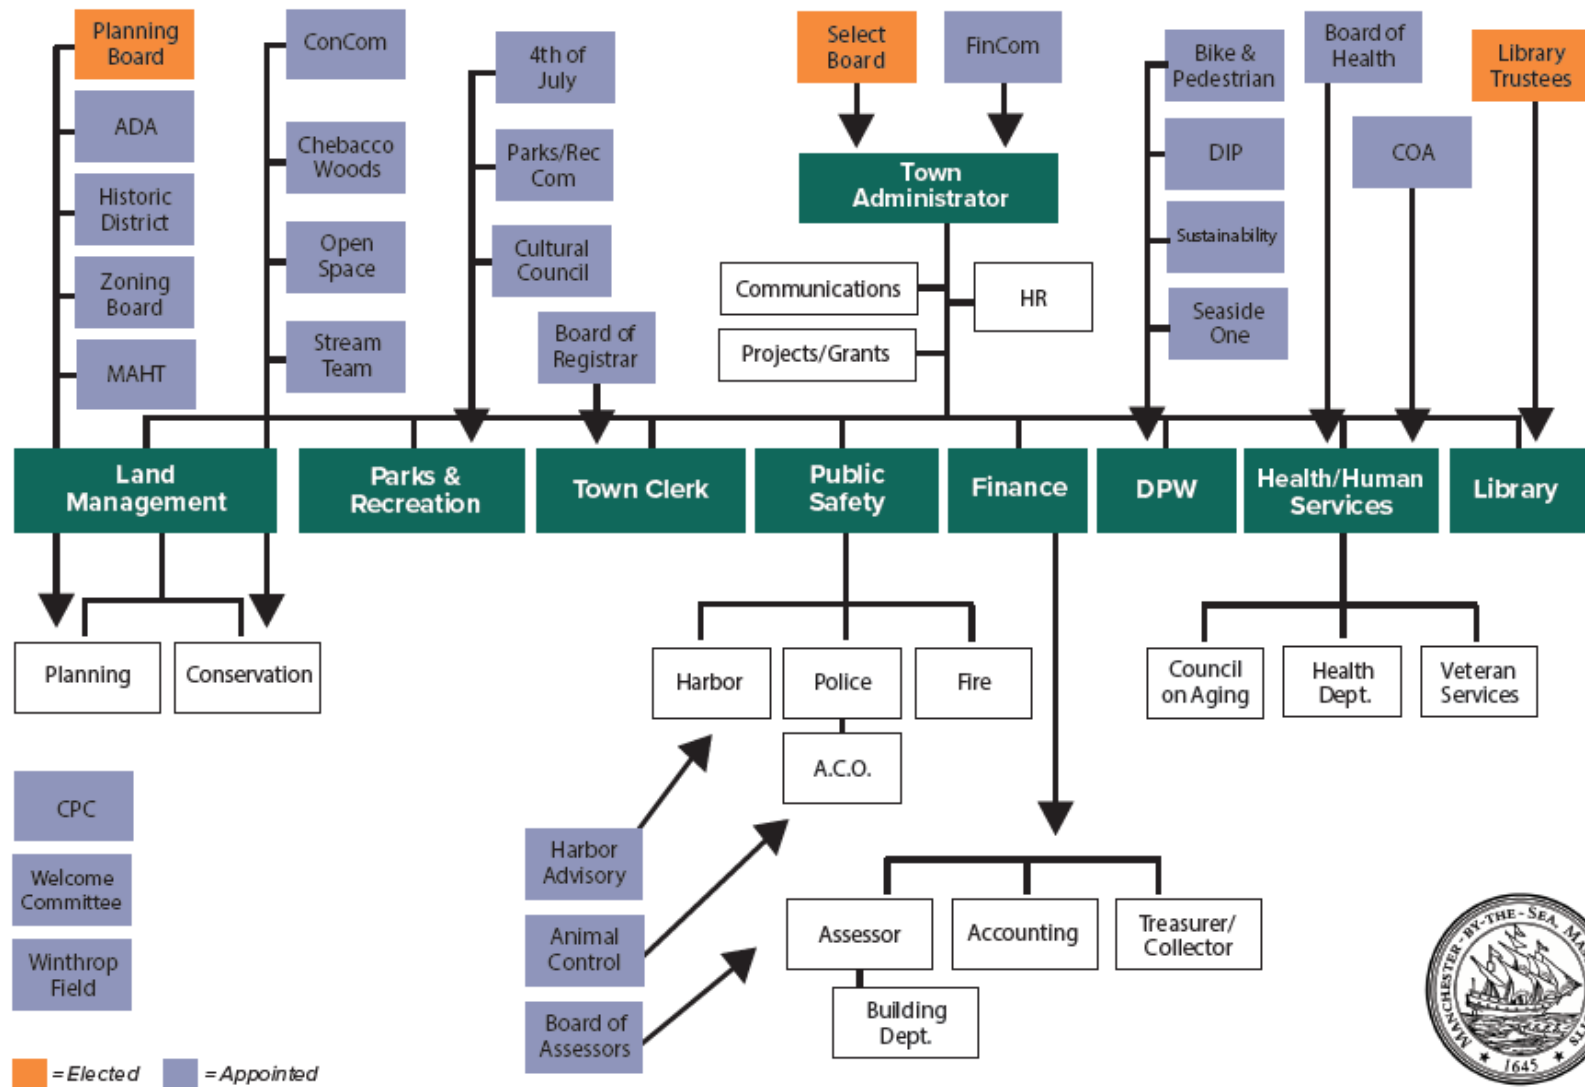 Planning
Board
ADA
Historic
District
Zoning
Board
MAHT
ConCom
Chebacco
Woods
Open
Space
Stream
Team
4th of
July
Parks/Rec
Com
Cultural
Council
Board of
Registrar
Select
Board
FinCom
Town
Administrator
Communications
HR
Projects/Grants
Bike &
Pedestrian
DIP
Sustainability
Seaside
One
Board
of Health
COA
Library
Trustees
Land
Management
Parks &
Recreation
Town Clerk
Public
Safety
Finance
DPW
Health/Human
Services
Library
Planning
Conservation
Harbor
Police
Fire
A.C.O.
Council
on Aging
Health
Dept.
Veteran
Services
CPC
Welcome
Committee
Winthrop
Field
Harbor
Advisory
Animal
Control
Board of
Assessors
Assessor
Accounting
Treasurer/
Collector
Building
Dept.
MANCHESTER-BY-THE-SEA,
1645
= Elected
= Appointed